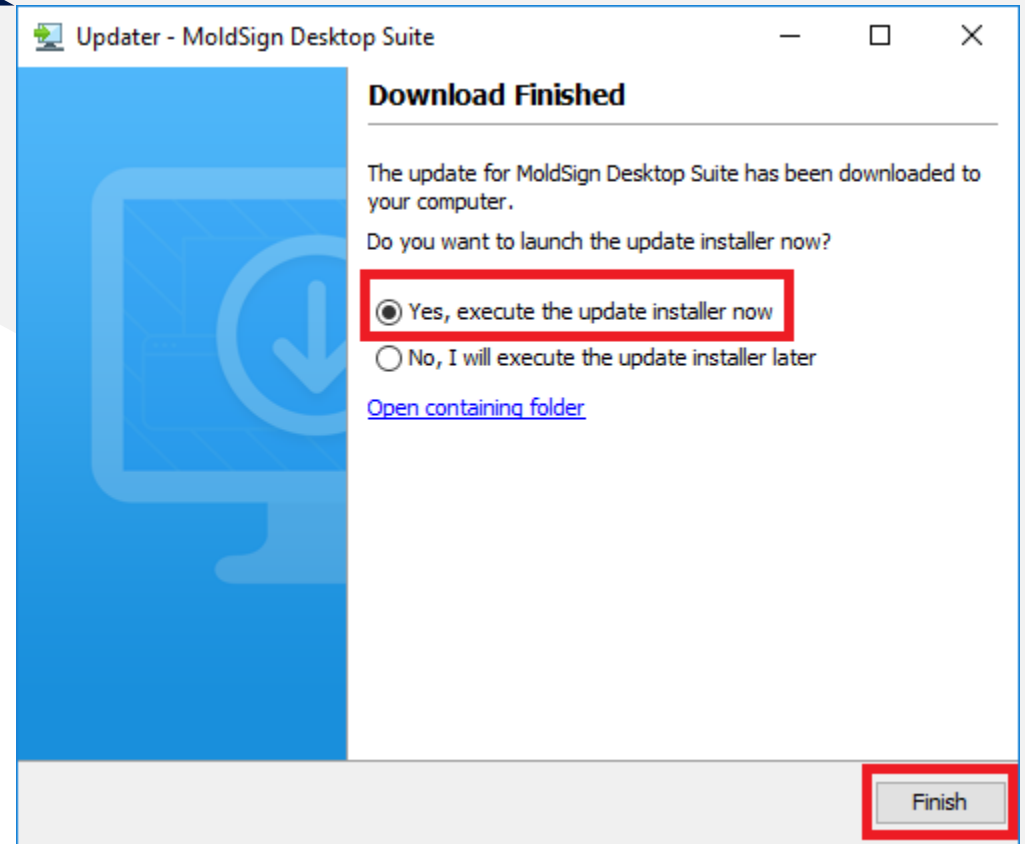 Updater - MoldSign Desktop Suite
Download Finished
The update for MoldSign Desktop Suite has been downloaded to
your computer.
Do you want to launch the update installer now?
Yes, execute the update installer now
No, I will execute the update installer later
Open containing folder
Finish